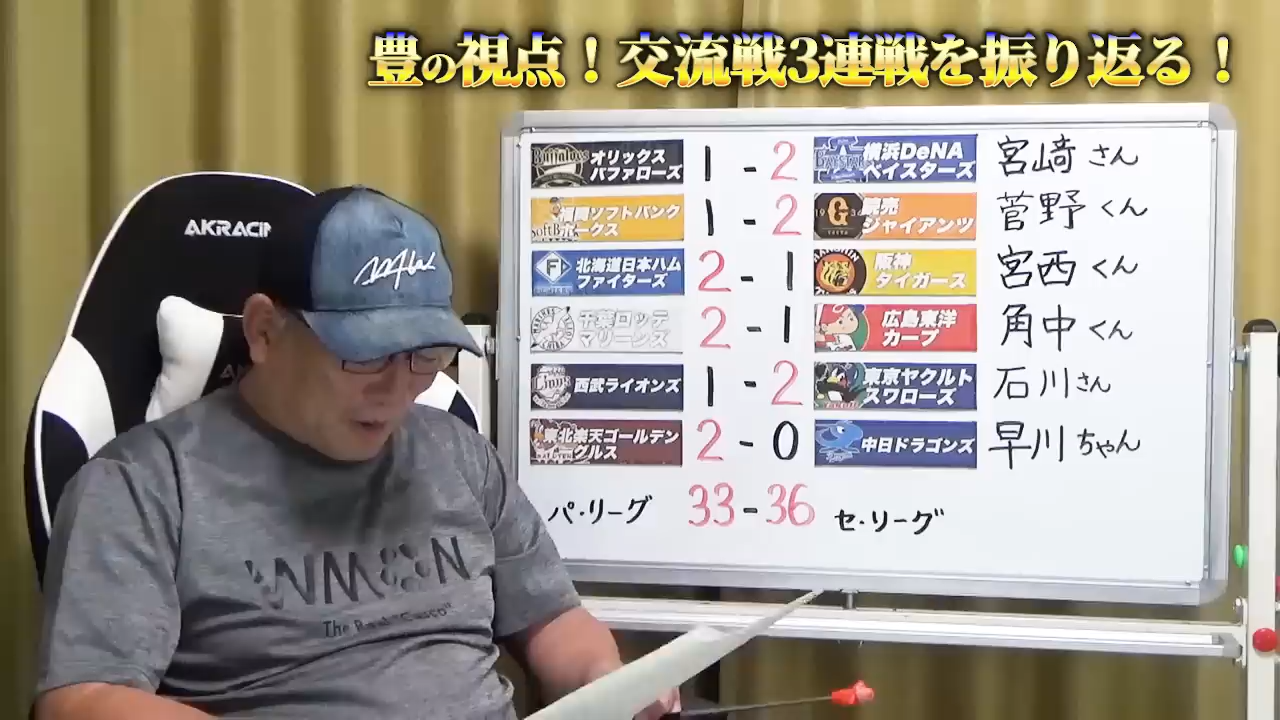 豊の視点！交流戦3連戦を振り返る！
AKRACIN
オリックス バファローズ 1 - 2 横浜DeNA ベイスターズ 宮﨑さん
福岡ソフトバンク ホークス 1 - 2 読売 ジャイアンツ 菅野くん
北海道日本ハム ファイターズ 2 - 1 阪神 タイガース 宮西くん
千葉ロッテ マリーンズ 2 - 1 広島東洋 カープ 角中くん
西武ライオンズ 1 - 2 東京ヤクルト スワローズ 石川さん
東北楽天ゴールデン グルス 2 - 0 中日ドラゴンズ 早川ちゃん
パ・リーグ 33 - 36 セ・リーグ